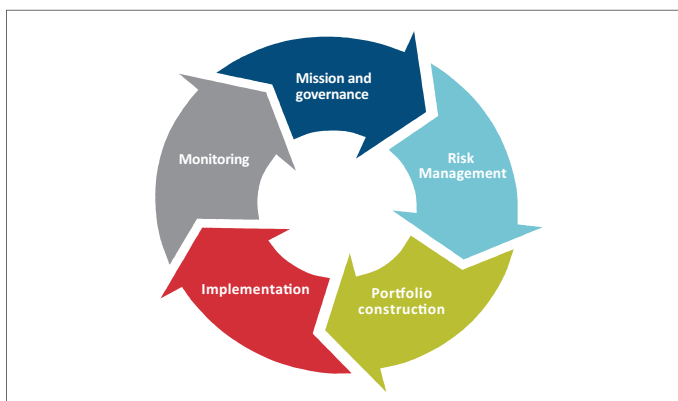 Mission and
governance
Risk
Management
Portfolio
construction
Implementation
Monitoring